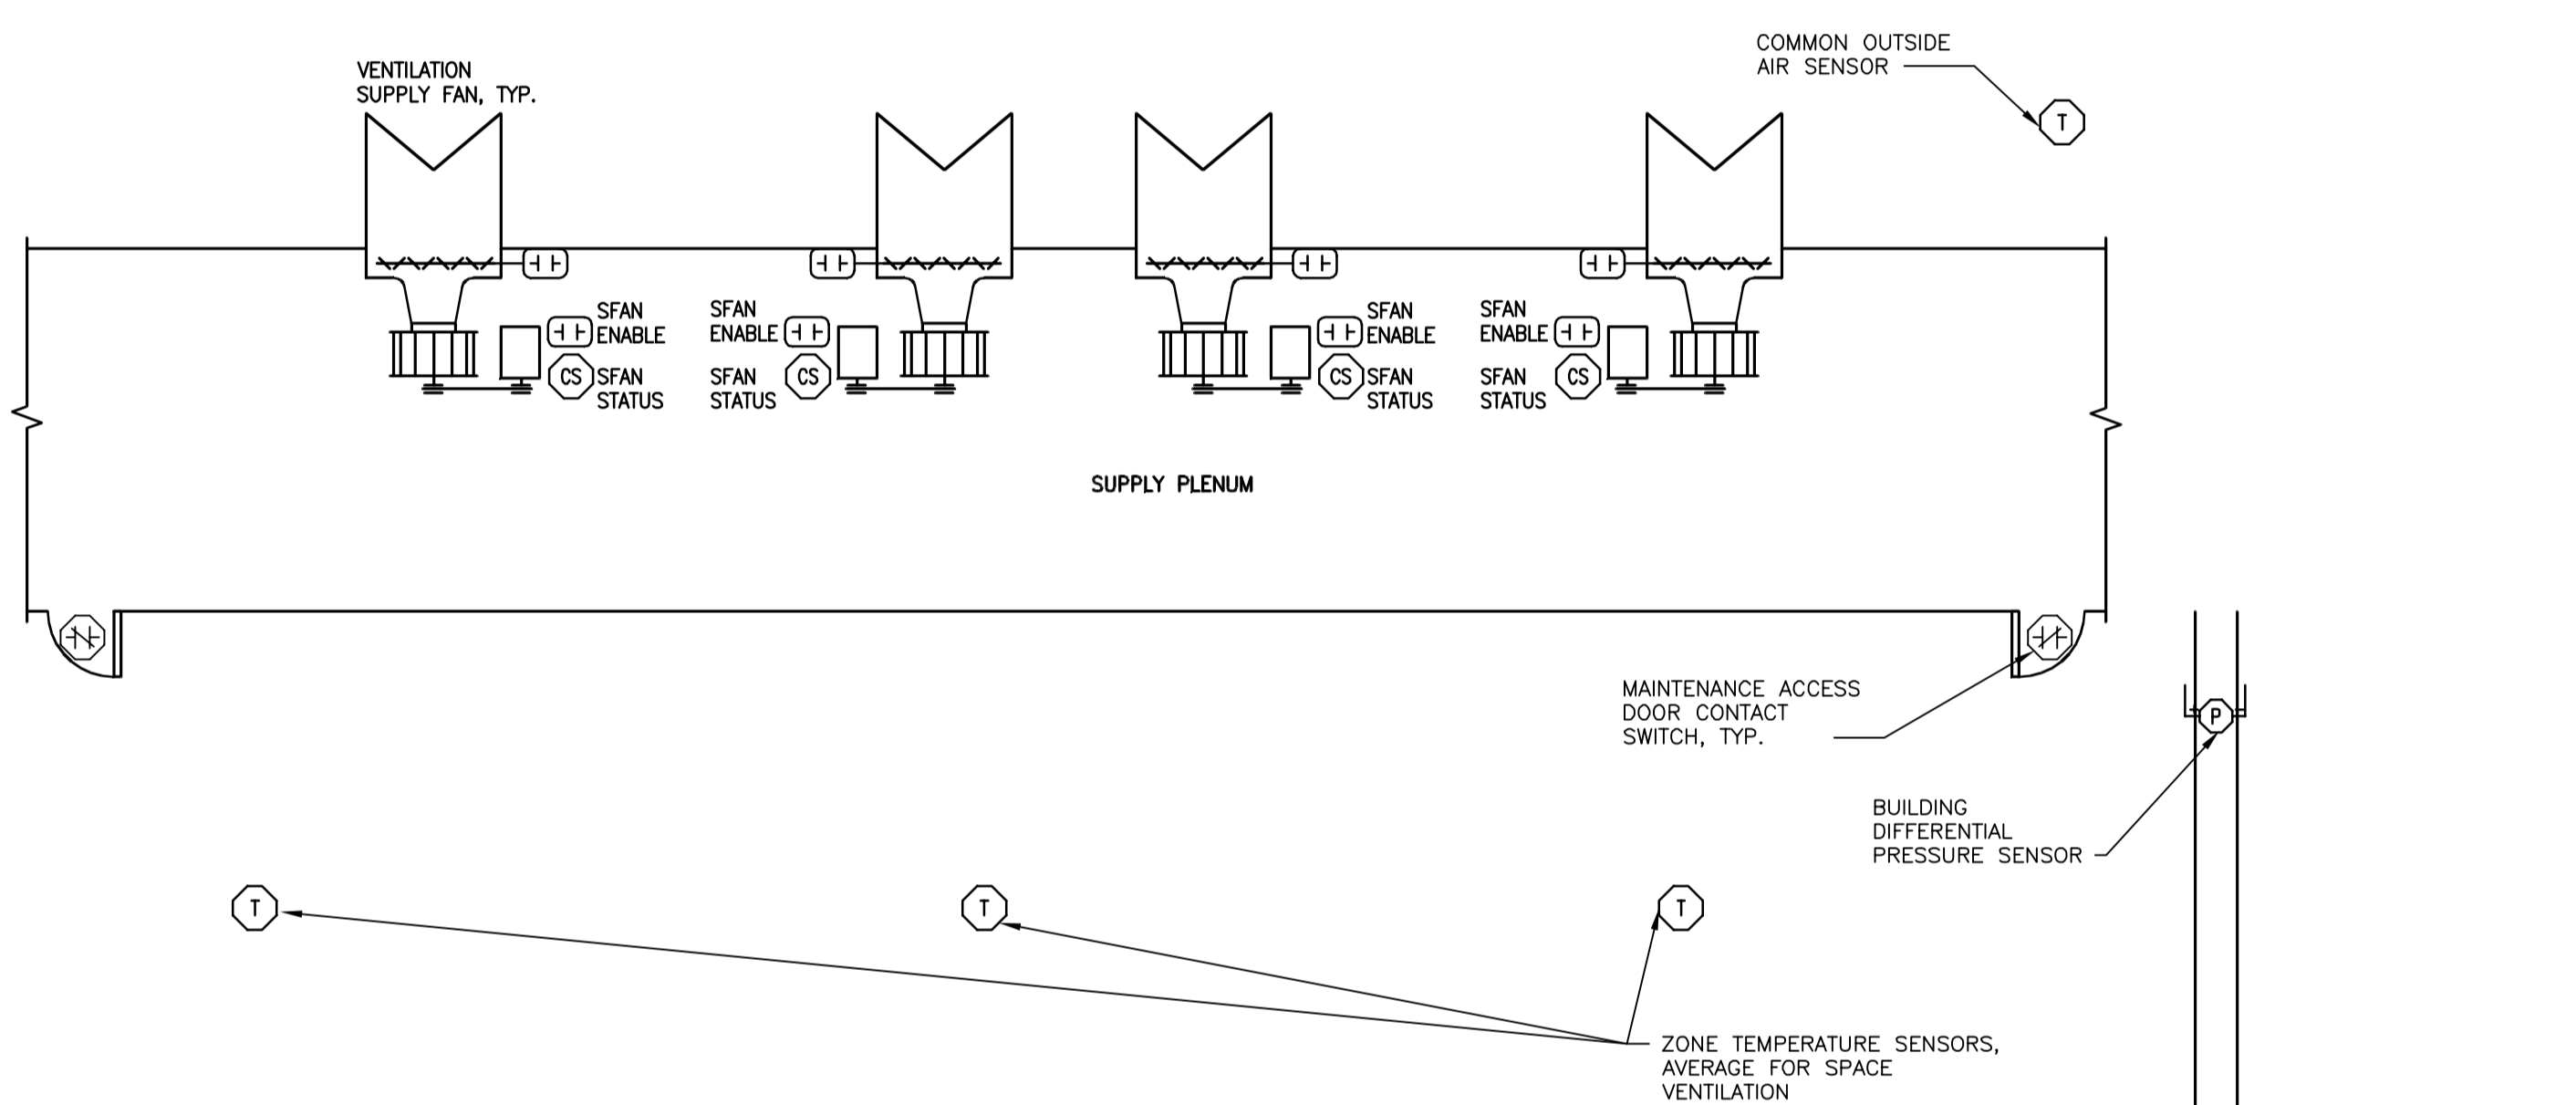 COMMON OUTSIDE
AIR SENSOR
T
VENTILATION
SUPPLY FAN, TYP.
SFAN
ENABLE
CS
SFAN
STATUS
SFAN
ENABLE
SFAN
STATUS
CS
SFAN
ENABLE
CS
SFAN
STATUS
SFAN
ENABLE
SFAN
STATUS
CS
SUPPLY PLENUM
MAINTENANCE ACCESS
DOOR CONTACT
SWITCH, TYP.
P
BUILDING
DIFFERENTIAL
PRESSURE SENSOR
T
T
T
ZONE TEMPERATURE SENSORS,
AVERAGE FOR SPACE
VENTILATION